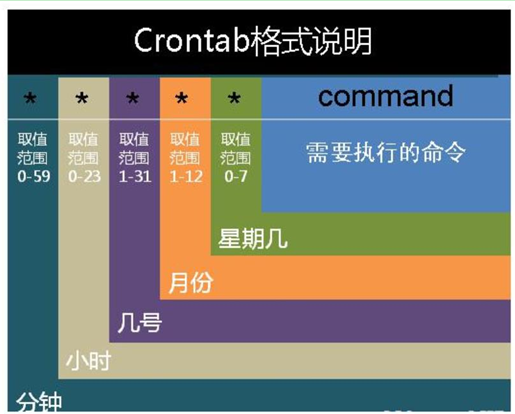 Crontab格式说明
* * * * * command
取值 取值 取值 取值 取值
范围 范围 范围 范围 范围
0-59 0-23 1-31 1-12 0-7
需要执行的命令
星期几
月份
几号
小时
分钟